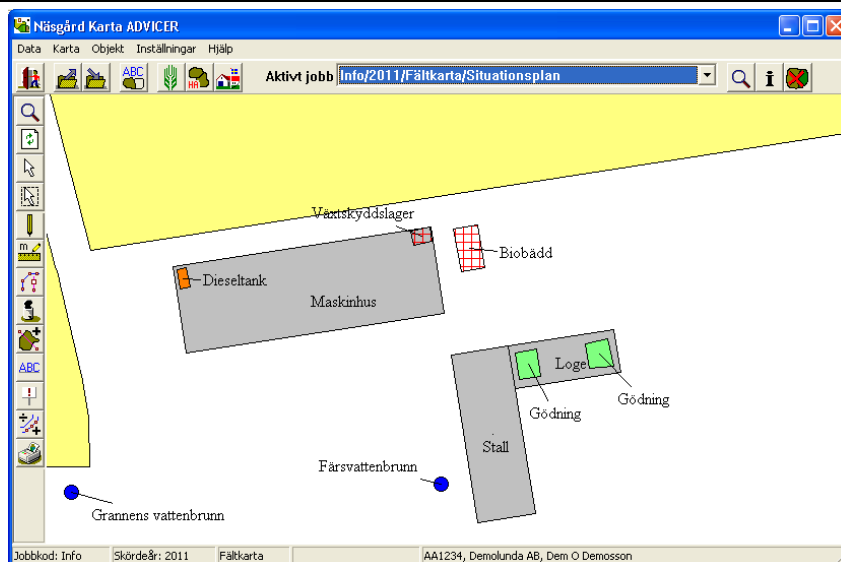 Näsgård Karta ADVICER
Data Karta Objekt Inställningar Hjälp
ABC
HA
Aktivt jobb Info/2011/Fältkarta/Situationsplan
i
m
ABC
Växtskyddslager
Biobädd
Dieseltank
Maskinhus
Loge
Gödning
Gödning
Stall
Färsvattenbrunn
Grannens vattenbrunn
Jobbkod: Info Skördeår: 2011 Fältkarta AA1234, Demolunda AB, Dem O Demosson